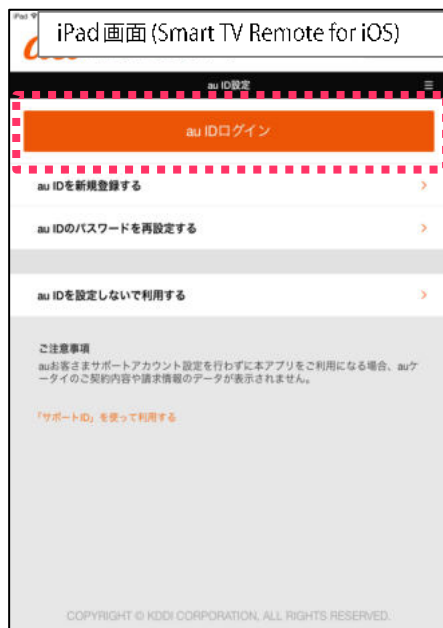 iPad
iPad 画面 (Smart TV Remote for iOS)
au ID設定
au IDログイン
au IDを新規登録する
au IDのパスワードを再設定する
au IDを設定しないで利用する
ご注意事項
auお客さまサポートアカウント設定を行わずに本アプリをご利用になる場合、auケ
ータイのご契約内容や請求情報のデータが表示されません。
「サポートID」を使って利用する
COPYRIGHT © KDDI CORPORATION, ALL RIGHTS RESERVED.